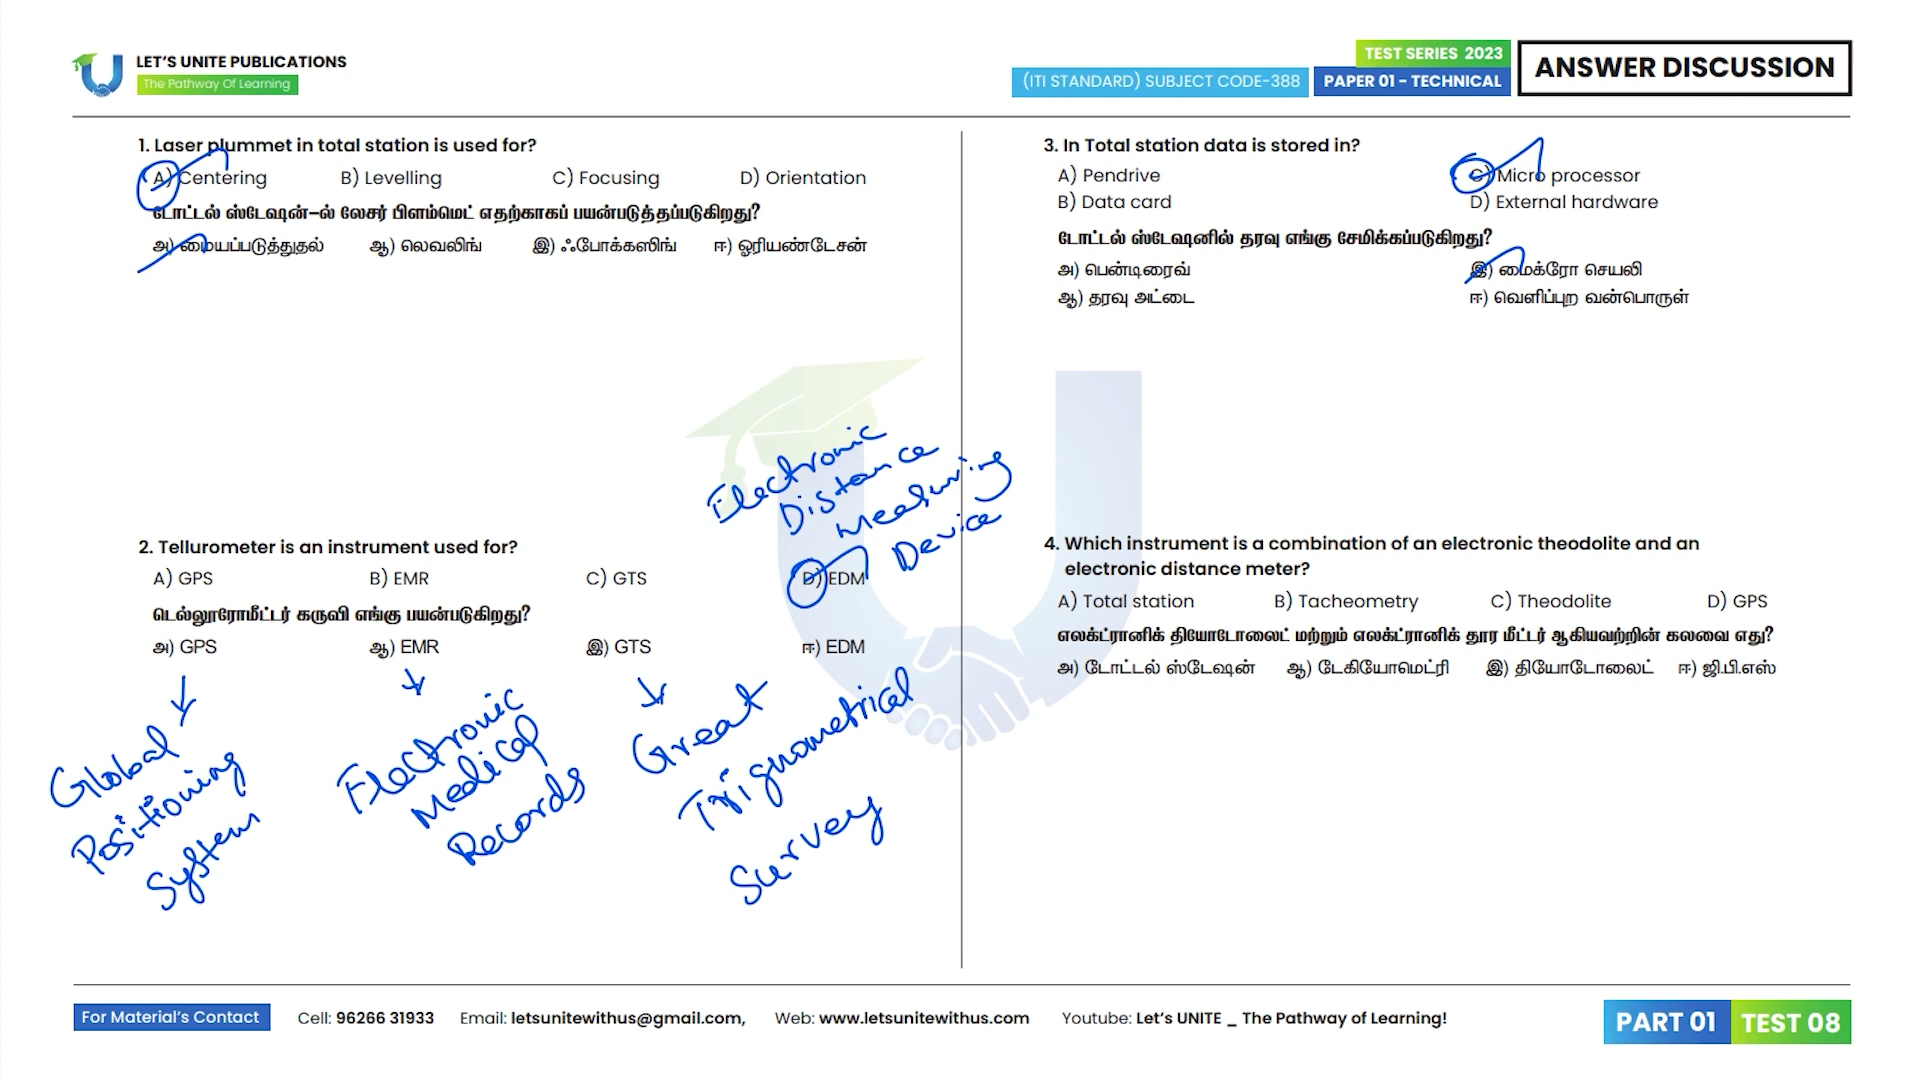 LET'S UNITE PUBLICATIONS
The Pathway Of Learning
TEST SERIES 2023
(ITI STANDARD) SUBJECT CODE-388
PAPER 01 - TECHNICAL
ANSWER DISCUSSION
1. Laser plummet in total station is used for?
A) Centering B) Levelling C) Focusing D) Orientation
டோட்டல் ஸ்டேஷன்-ல் லேசர் பிளம்மெட் எதற்காகப் பயன்படுத்தப்படுகிறது?
அ) மையப்படுத்துதல் ஆ) லெவலிங் இ) ஃபோக்கஸிங் ஈ) ஓரியண்டேசன்
Electronic
Distance
Measuring
Device
2. Tellurometer is an instrument used for?
A) GPS B) EMR C) GTS D) EDM
டெல்லூரோமீட்டர் கருவி எங்கு பயன்படுகிறது?
அ) GPS ஆ) EMR இ) GTS ஈ) EDM
Global
Positioning
System
Electronic
Medical
Records
Great
Trignometrical
Survey
3. In Total station data is stored in?
A) Pendrive C) Micro processor
B) Data card D) External hardware
டோட்டல் ஸ்டேஷனில் தரவு எங்கு சேமிக்கப்படுகிறது?
அ) பென்டிரைவ் இ) மைக்ரோ செயலி
ஆ) தரவு அட்டை ஈ) வெளிப்புற வன்பொருள்
4. Which instrument is a combination of an electronic theodolite and an
electronic distance meter?
A) Total station B) Tacheometry C) Theodolite D) GPS
எலக்ட்ரானிக் தியோடோலைட் மற்றும் எலக்ட்ரானிக் தூர மீட்டர் ஆகியவற்றின் கலவை எது?
அ) டோட்டல் ஸ்டேஷன் ஆ) டேகியோமெட்ரி இ) தியோடோலைட் ஈ) ஜி.பி.எஸ்
For Material's Contact Cell: 96266 31933 Email: letsunitewithus@gmail.com, Web: www.letsunitewithus.com Youtube: Let's UNITE _ The Pathway of Learning!
PART 01 TEST 08